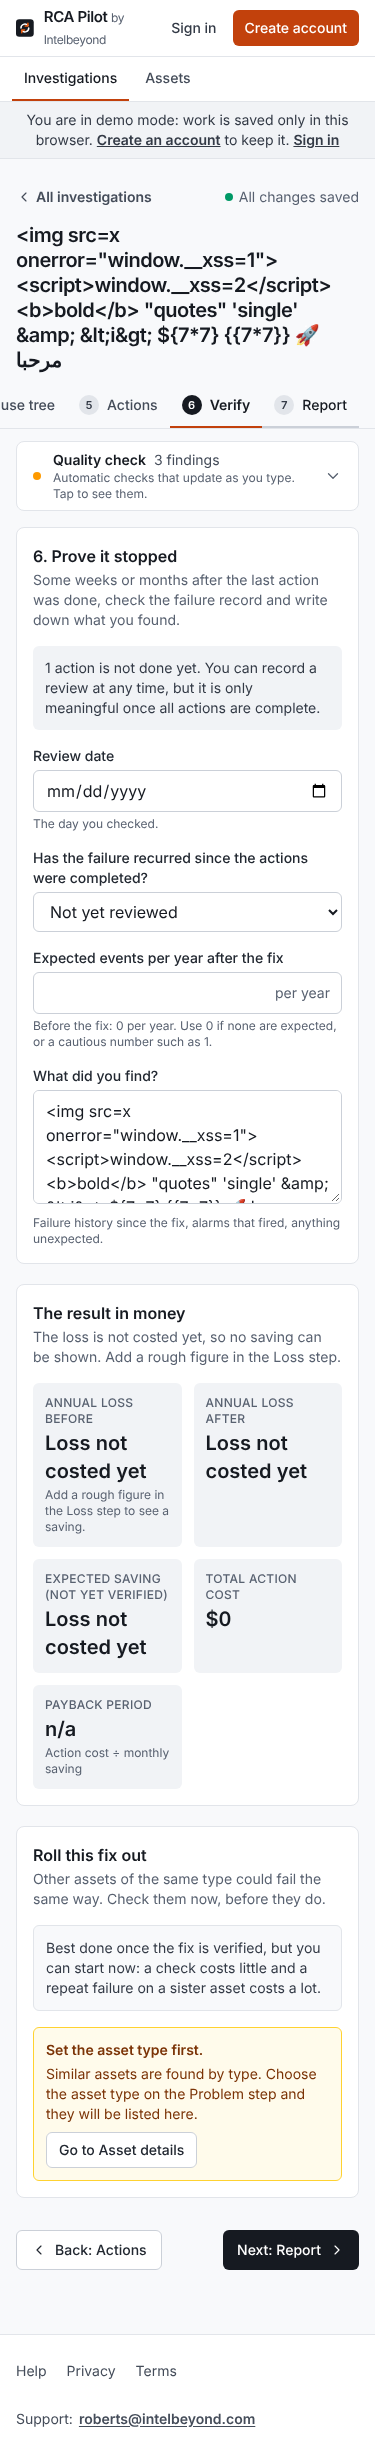 RCA Pilot by
Intelbeyond
Sign in
Create account
Investigations
Assets
You are in demo mode: work is saved only in this
browser. Create an account to keep it. Sign in
All investigations
All changes saved
<img src=x
onerror="window.__xss=1">
<script>window.__xss=2</script>
<b>bold</b> "quotes" 'single'
&amp; &lt;i&gt; ${7*7} {{7*7}} 🚀
مرحبا
use tree
5 Actions
6 Verify
7 Report
Quality check 3 findings
Automatic checks that update as you type.
Tap to see them.
6. Prove it stopped
Some weeks or months after the last action
was done, check the failure record and write
down what you found.
1 action is not done yet. You can record a
review at any time, but it is only
meaningful once all actions are complete.
Review date
mm/dd/yyyy
The day you checked.
Has the failure recurred since the actions
were completed?
Not yet reviewed
Expected events per year after the fix
per year
Before the fix: 0 per year. Use 0 if none are expected,
or a cautious number such as 1.
What did you find?
<img src=x
onerror="window.__xss=1">
<script>window.__xss=2</script>
<b>bold</b> "quotes" 'single' &amp;
Failure history since the fix, alarms that fired, anything
unexpected.
The result in money
The loss is not costed yet, so no saving can
be shown. Add a rough figure in the Loss step.
ANNUAL LOSS
BEFORE
Loss not
costed yet
Add a rough figure in
the Loss step to see a
saving.
ANNUAL LOSS
AFTER
Loss not
costed yet
EXPECTED SAVING
(NOT YET VERIFIED)
Loss not
costed yet
TOTAL ACTION
COST
$0
PAYBACK PERIOD
n/a
Action cost ÷ monthly
saving
Roll this fix out
Other assets of the same type could fail the
same way. Check them now, before they do.
Best done once the fix is verified, but you
can start now: a check costs little and a
repeat failure on a sister asset costs a lot.
Set the asset type first.
Similar assets are found by type. Choose
the asset type on the Problem step and
they will be listed here.
Go to Asset details
Back: Actions
Next: Report
Help
Privacy
Terms
Support: roberts@intelbeyond.com